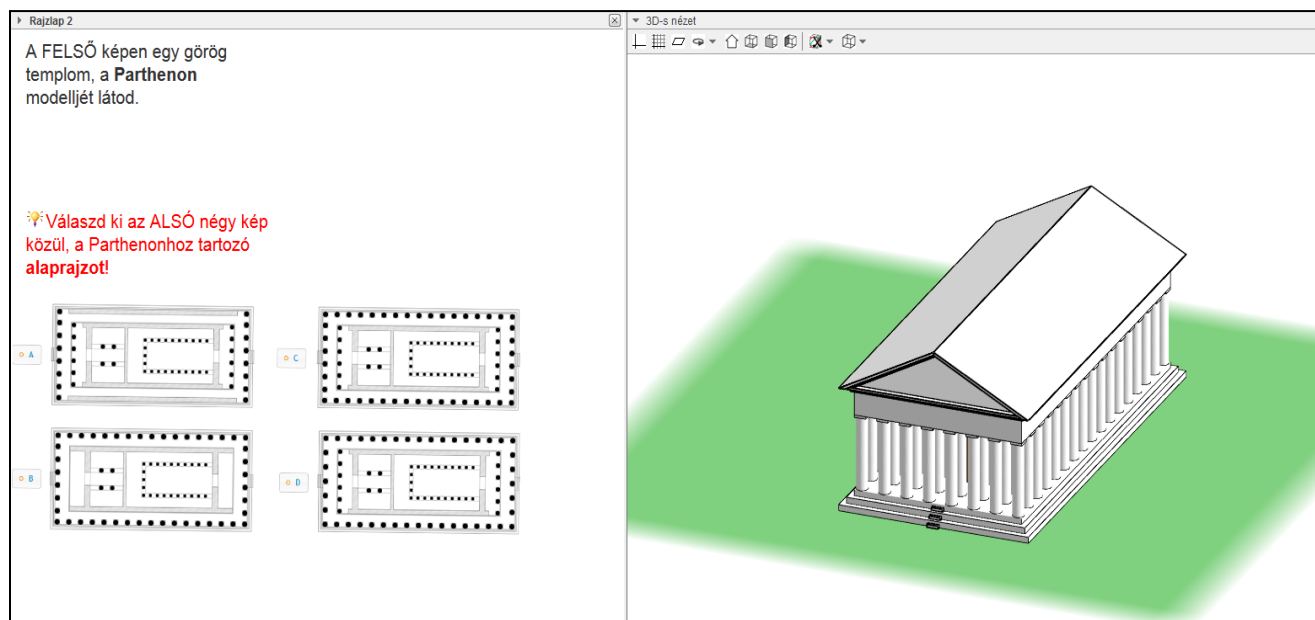 Rajzlap 2
A FELSŐ képen egy görög
templom, a Parthenon
modelljét látod.
Válaszd ki az ALSÓ négy kép
közül, a Parthenonhoz tartozó
alaprajzot!
A
C
B
D
3D-s nézet